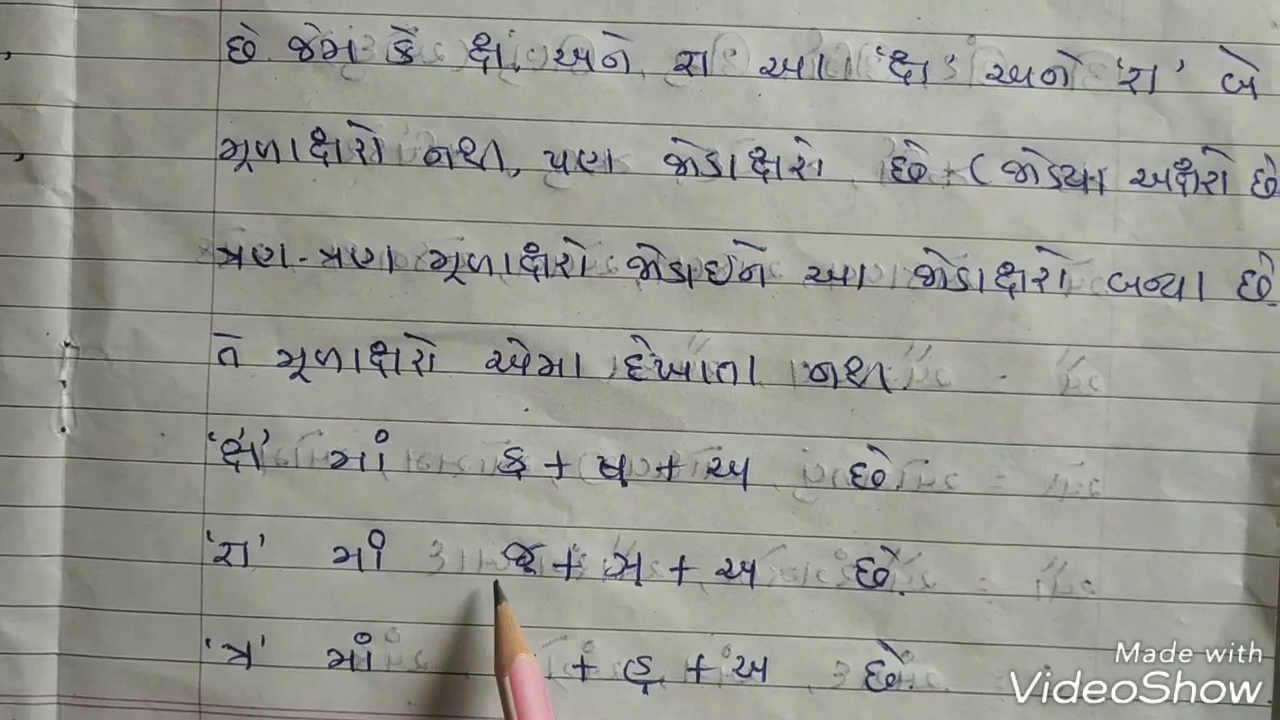 છે જેમ કે ક્ષ અને જ્ઞ આ 'ક્ષ' અને 'જ્ઞ' બે
મૂળાક્ષરો નથી, પણ જોડાક્ષરો છે (જોડ્યા અક્ષરો છે
ત્રણ-ત્રણ મૂળાક્ષરો જોડાઇને આ જોડાક્ષરો બન્યા છે
તે મૂળાક્ષરો એમા દેખાતા નથી
'ક્ષ' માં ક્ + ષ્ + અ છે.
'જ્ઞ' માં જ્ + + અ છે.
'ત્ર' માં + + અ છે.
Made with
VideoShow